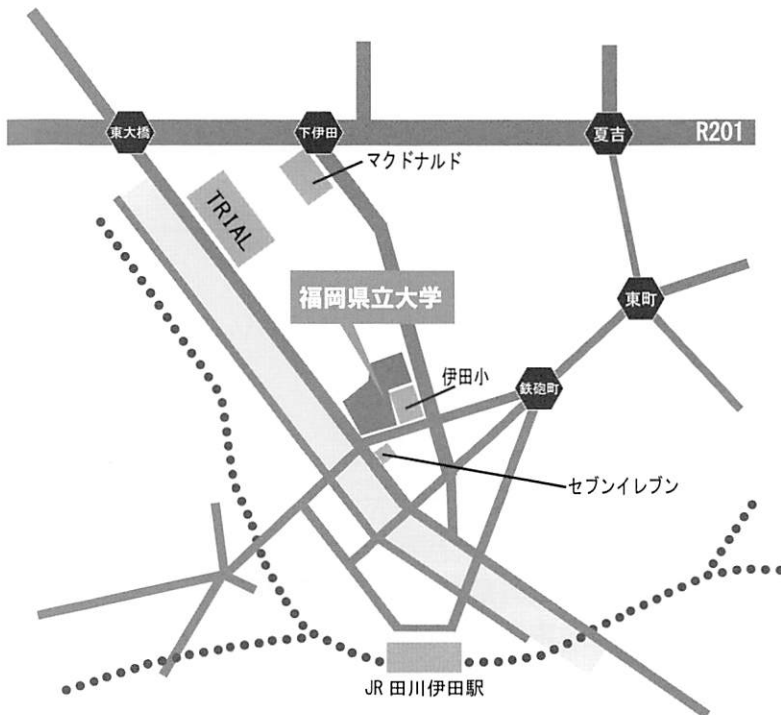 東大橋
下伊田
夏吉
R201
マクドナルド
TRIAL
福岡県立大学
東町
伊田小
鉄砲町
セブンイレブン
JR 田川伊田駅